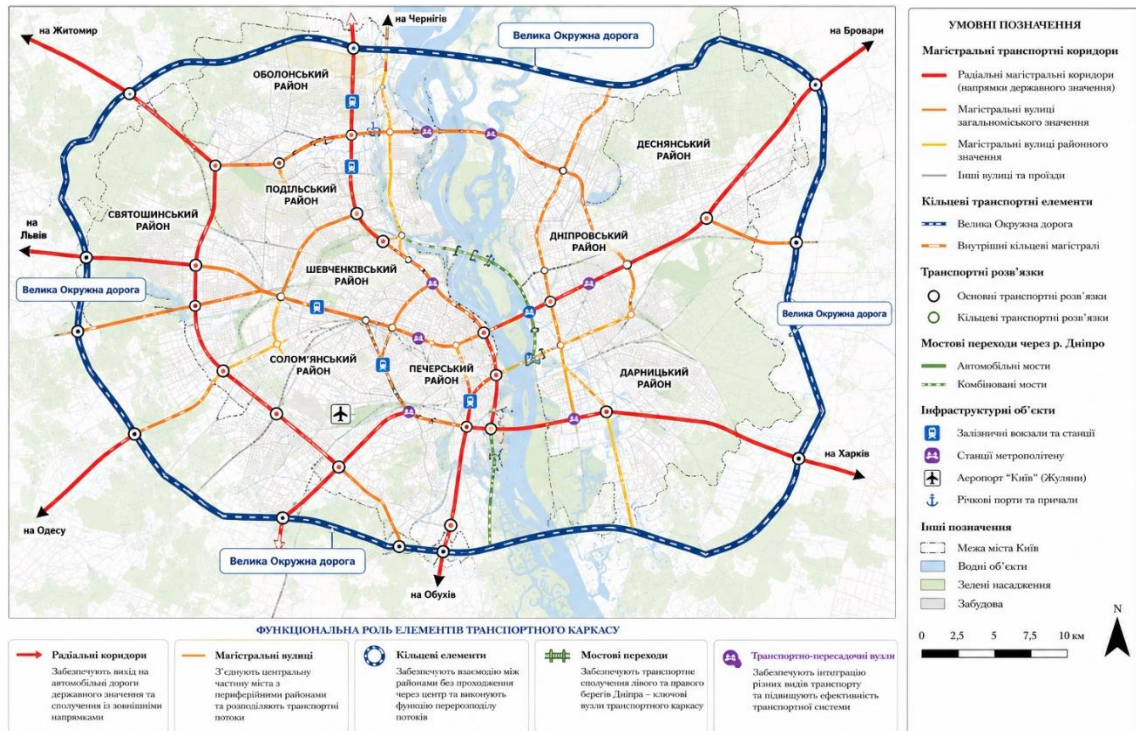 на Житомир
на Чернігів
Велика Окружна дорога
на Бровари
ОБОЛОНСЬКИЙ
РАЙОН
ДЕСНЯНСЬКИЙ
РАЙОН
ПОДІЛЬСЬКИЙ
РАЙОН
СВЯТОШИНСЬКИЙ
РАЙОН
на
Львів
ДНІПРОВСЬКИЙ
РАЙОН
ШЕВЧЕНКІВСЬКИЙ
РАЙОН
Велика Окружна дорога
Велика Окружна дорога
СОЛОМ'ЯНСЬКИЙ
РАЙОН
ПЕЧЕРСЬКИЙ
РАЙОН
ДАРНИЦЬКИЙ
РАЙОН
на Харків
на Одесу
Велика Окружна дорога
на Обухів
УМОВНІ ПОЗНАЧЕННЯ
Магістральні транспортні коридори
Радіальні магістральні коридори
(напрямки державного значення)
Магістральні вулиці
загальноміського значення
Магістральні вулиці районного
значення
Інші вулиці та проїзди
Кільцеві транспортні елементи
Велика Окружна дорога
Внутрішні кільцеві магістралі
Транспортні розв'язки
Основні транспортні розв'язки
Кільцеві транспортні розв'язки
Мостові переходи через р. Дніпро
Автомобільні мости
Комбіновані мости
Інфраструктурні об'єкти
Залізничні вокзали та станції
Станції метрополітену
Аеропорт "Київ" (Жуляни)
Річкові порти та причали
Інші позначення
Межа міста Київ
Водні об'єкти
Зелені насадження
Забудова
N
0 2,5 5 7,5 10 км
ФУНКЦІОНАЛЬНА РОЛЬ ЕЛЕМЕНТІВ ТРАНСПОРТНОГО КАРКАСУ
Радіальні коридори
Забезпечують вихід на
автомобільні дороги
державного значення та
сполучення із зовнішніми
напрямками
Магістральні вулиці
З'єднують центральну
частину міста з
периферійними районами
та розподіляють транспортні
потоки
Кільцеві елементи
Забезпечують взаємодію між
районами без проходження
через центр та виконують
функцію перерозподілу
потоків
Мостові переходи
Забезпечують транспортне
сполучення лівого та правого
берегів Дніпра – ключові
вузли транспортного каркасу
Транспортно-пересадочні вузли
Забезпечують інтеграцію
різних видів транспорту
та підвищують ефективність
транспортної системи